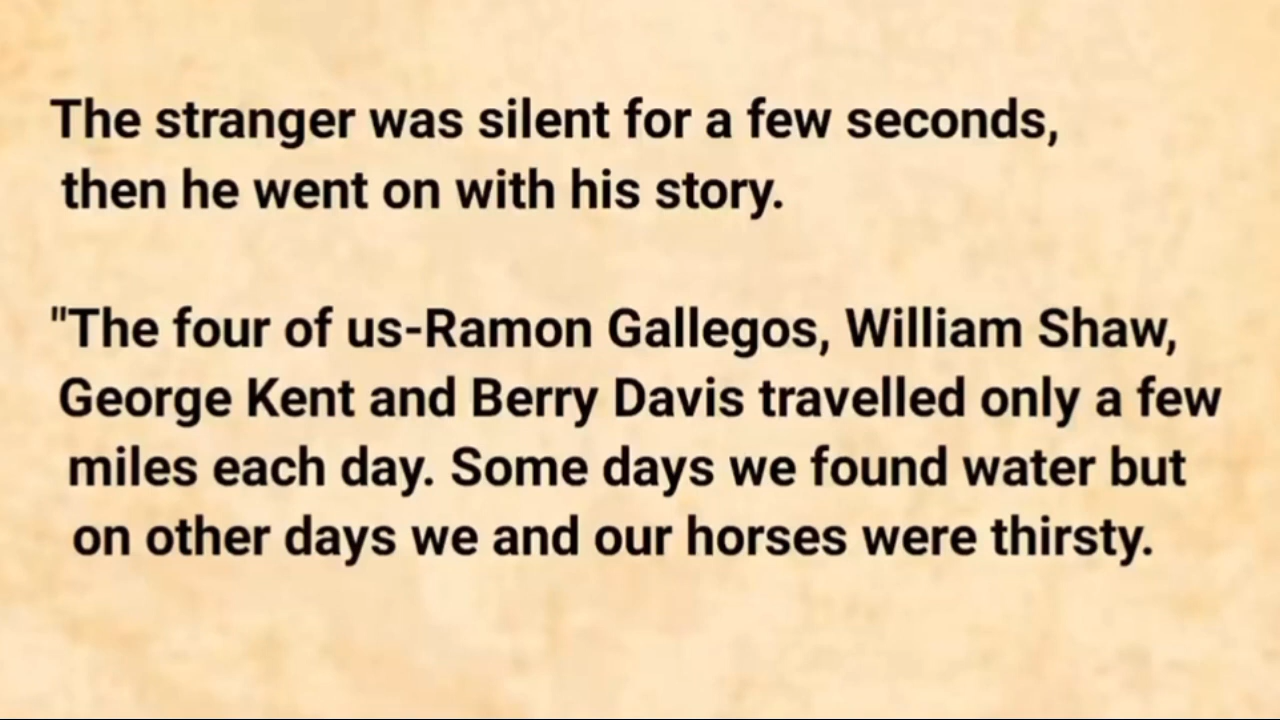 The stranger was silent for a few seconds,
then he went on with his story.
"The four of us-Ramon Gallegos, William Shaw,
George Kent and Berry Davis travelled only a few
miles each day. Some days we found water but
on other days we and our horses were thirsty.